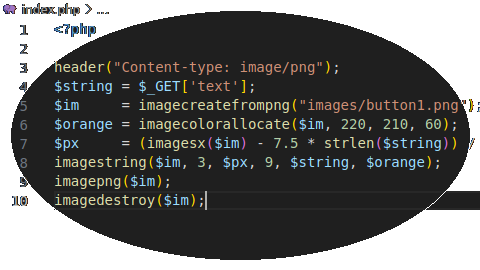 index.php > ...
1 <?php
2
3 header("Content-type: image/png");
4 $string = $_GET['text'];
5 $im     = imagecreatefrompng("images/button1.png");
6 $orange = imagecolorallocate($im, 220, 210, 60);
7 $px     = (imagesx($im) - 7.5 * strlen($string)) /
8 imagestring($im, 3, $px, 9, $string, $orange);
9 imagepng($im);
10 imagedestroy($im);